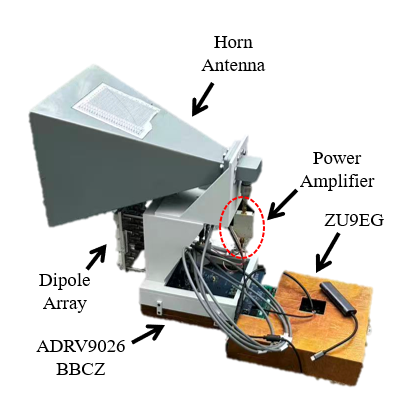 Horn
Antenna
Power
Amplifier
ZU9EG
Dipole
Array
ADRV9026
BBCZ